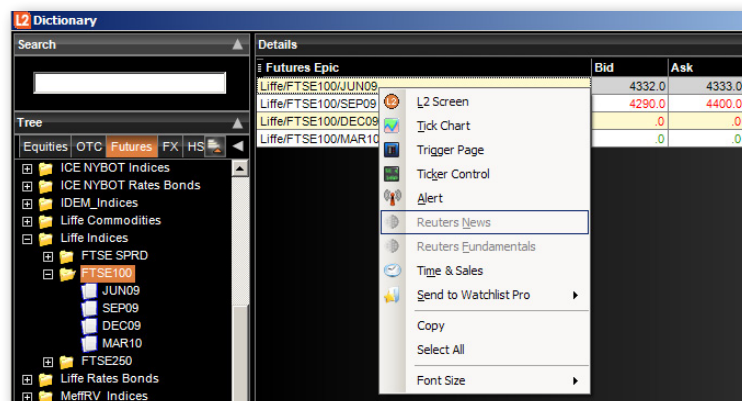 L2 Dictionary
Search
Details
Futures Epic Bid Ask
Liffe/FTSE100/JUN09 4332.0 4333.0
Liffe/FTSE100/SEP09 4290.0 4400.0
Liffe/FTSE100/DEC09 .0 .0
Liffe/FTSE100/MAR10 .0 .0
Tree
Equities OTC Futures FX HS
ICE NYBOT Indices
ICE NYBOT Rates Bonds
IDEM_Indices
Liffe Commodities
Liffe Indices
FTSE SPRD
FTSE100
JUN09
SEP09
DEC09
MAR10
FTSE250
Liffe Rates Bonds
MeffRV Indices
L2 Screen
Tick Chart
Trigger Page
Ticker Control
Alert
Reuters News
Reuters Fundamentals
Time & Sales
Send to Watchlist Pro
Copy
Select All
Font Size